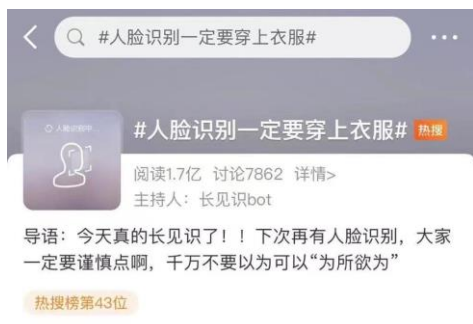 #人脸识别一定要穿上衣服#
人脸识别中
#人脸识别一定要穿上衣服# 热搜
阅读1.7亿 讨论7862 详情>
主持人：长见识bot
导语：今天真的长见识了！！下次再有人脸识别，大家
一定要谨慎点啊，千万不要以为可以“为所欲为”
热搜榜第43位